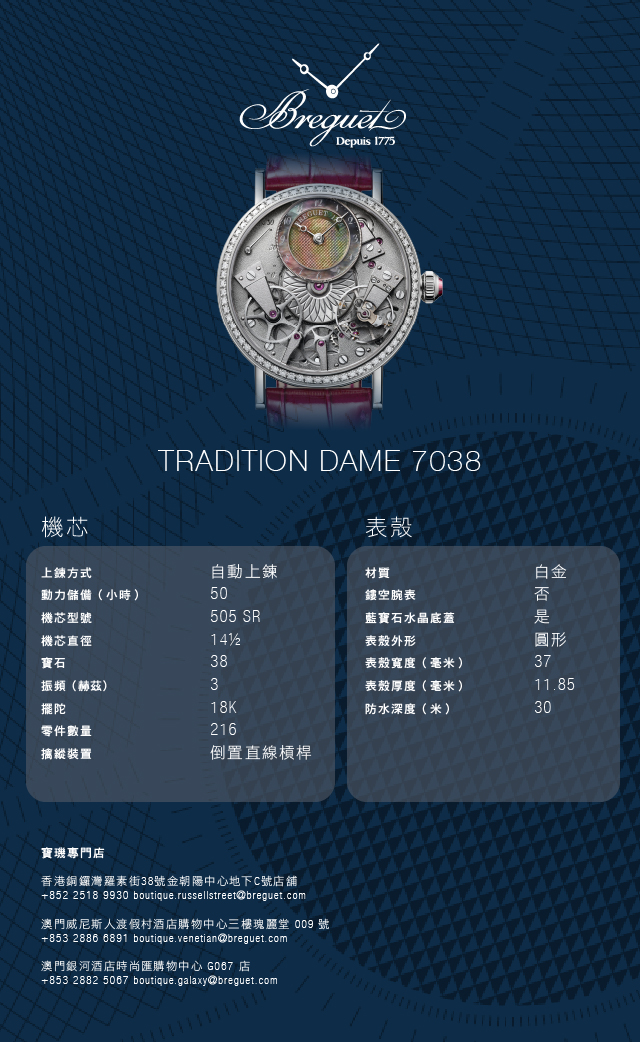 Breguet
Depuis 1775
BREGUET
TRADITION DAME 7038
機芯
上鍊方式 自動上鍊
動力儲備（小時） 50
機芯型號 505 SR
機芯直徑 14½
寶石 38
振頻（赫茲） 3
擺陀 18K
零件數量 216
擒縱裝置 倒置直線槓桿
表殼
材質 白金
鏤空腕表 否
藍寶石水晶底蓋 是
表殼外形 圓形
表殼寬度（毫米） 37
表殼厚度（毫米） 11.85
防水深度（米） 30
寶璣專門店
香港銅鑼灣羅素街38號金朝陽中心地下C號店舖
+852 2518 9930 boutique.russellstreet@breguet.com
澳門威尼斯人渡假村酒店購物中心三樓瑰麗堂 009 號
+853 2886 6891 boutique.venetian@breguet.com
澳門銀河酒店時尚匯購物中心 G067 店
+853 2882 5067 boutique.galaxy@breguet.com